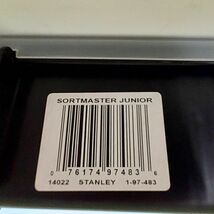 SORTMASTER JUNIOR
0 76174 97483 6
14022 STANLEY 1-97-483